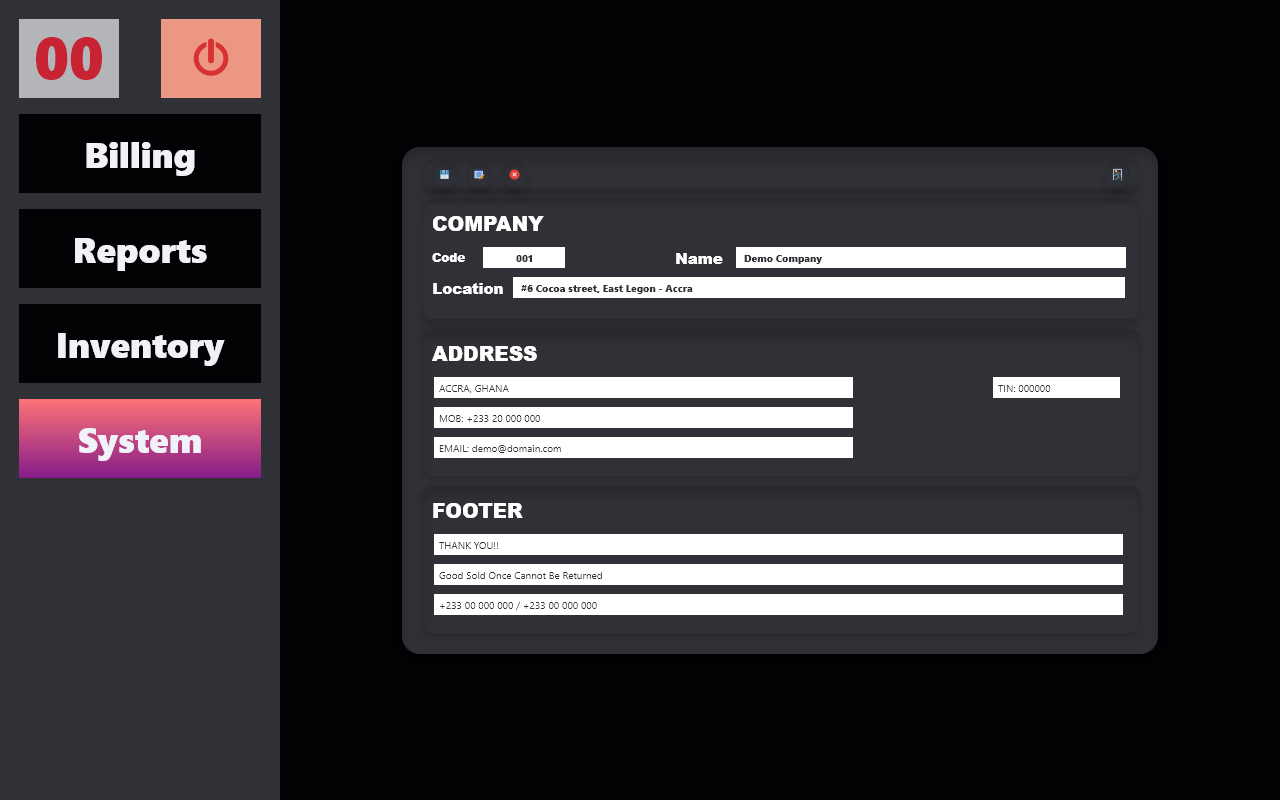 00
Billing
Reports
Inventory
System
COMPANY
Code 001 Name Demo Company
Location #6 Cocoa street, East Legon - Accra
ADDRESS
ACCRA, GHANA TIN: 000000
MOB: +233 20 000 000
EMAIL: demo@domain.com
FOOTER
THANK YOU!!
Good Sold Once Cannot Be Returned
+233 00 000 000 / +233 00 000 000